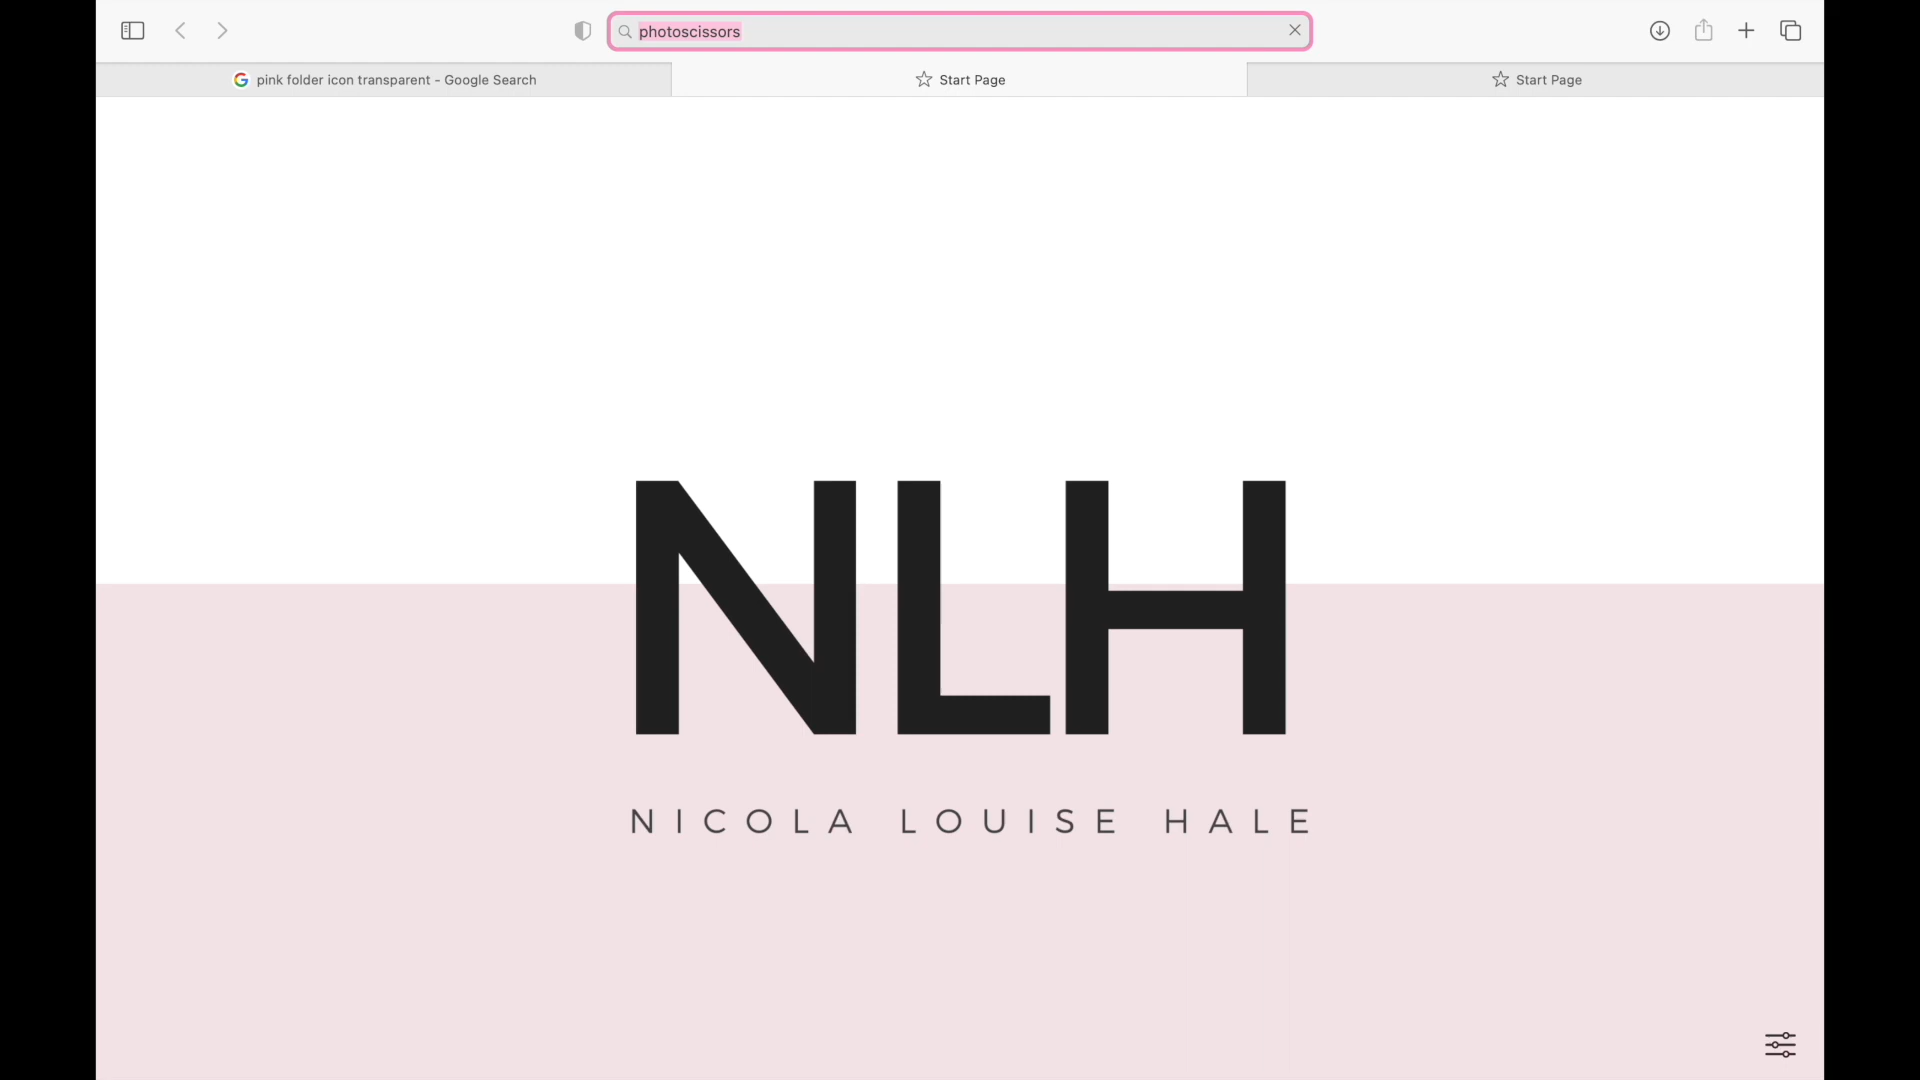 photoscissors
pink folder icon transparent - Google Search
Start Page
Start Page
NLH
NICOLA LOUISE HALE